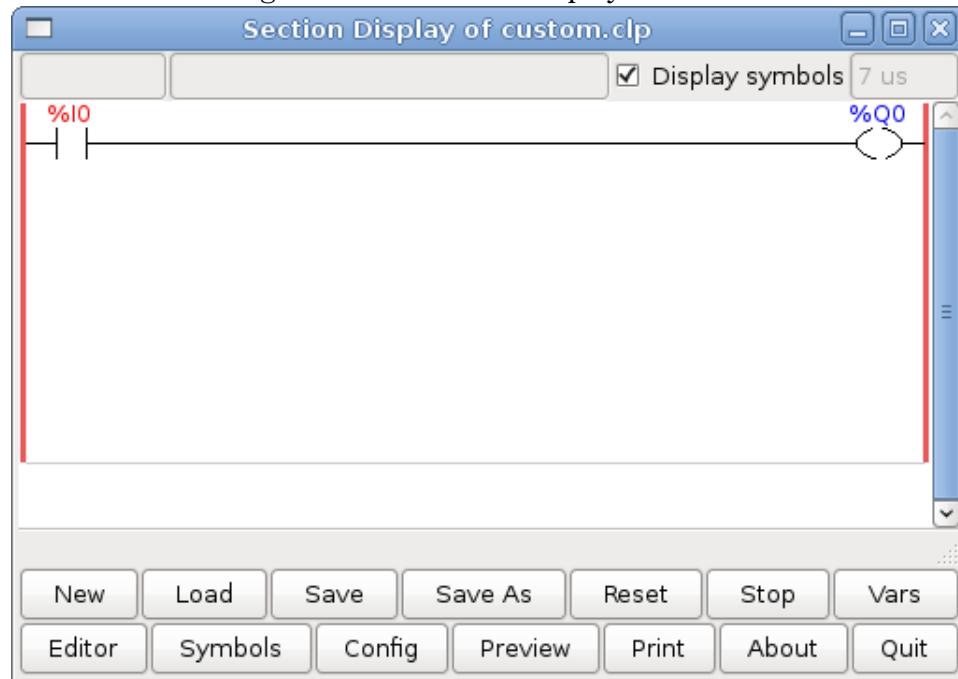 Section Display of custom.clp
Display symbols 7 us
%I0 %Q0
New Load Save Save As Reset Stop Vars
Editor Symbols Config Preview Print About Quit